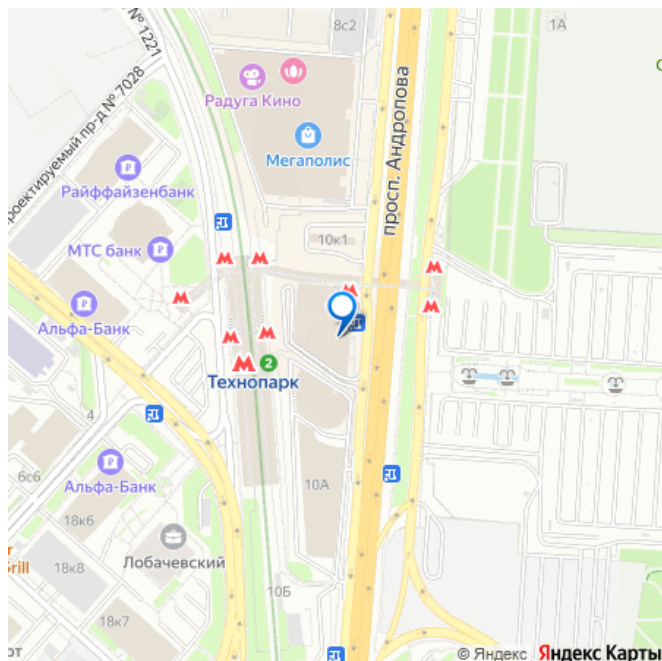 8с2
1А
№ 1221
Радуга Кино
просп. Андропова
проектируемый пр-д № 7028
Мегаполис
Райффайзенбанк
10к1
МТС банк
Альфа-Банк
2
Технопарк
4
6с6
Альфа-Банк
10А
18к6
Лобачевский
18к8
Grill
10Б
18к7
© Яндекс Яндекс Карты